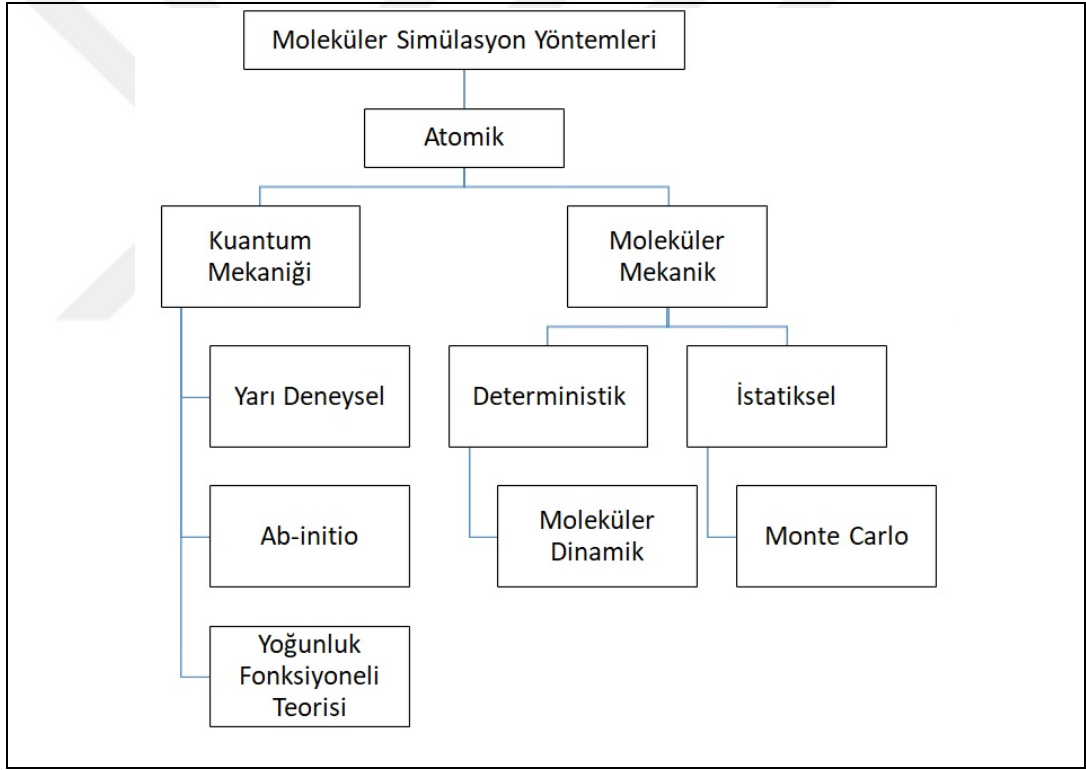 Moleküler Simülasyon Yöntemleri
Atomik
Kuantum
Mekaniği
Moleküler
Mekanik
Yarı Deneysel
Deterministik
İstatiksel
Ab-initio
Moleküler
Dinamik
Monte Carlo
Yoğunluk
Fonksiyoneli
Teorisi